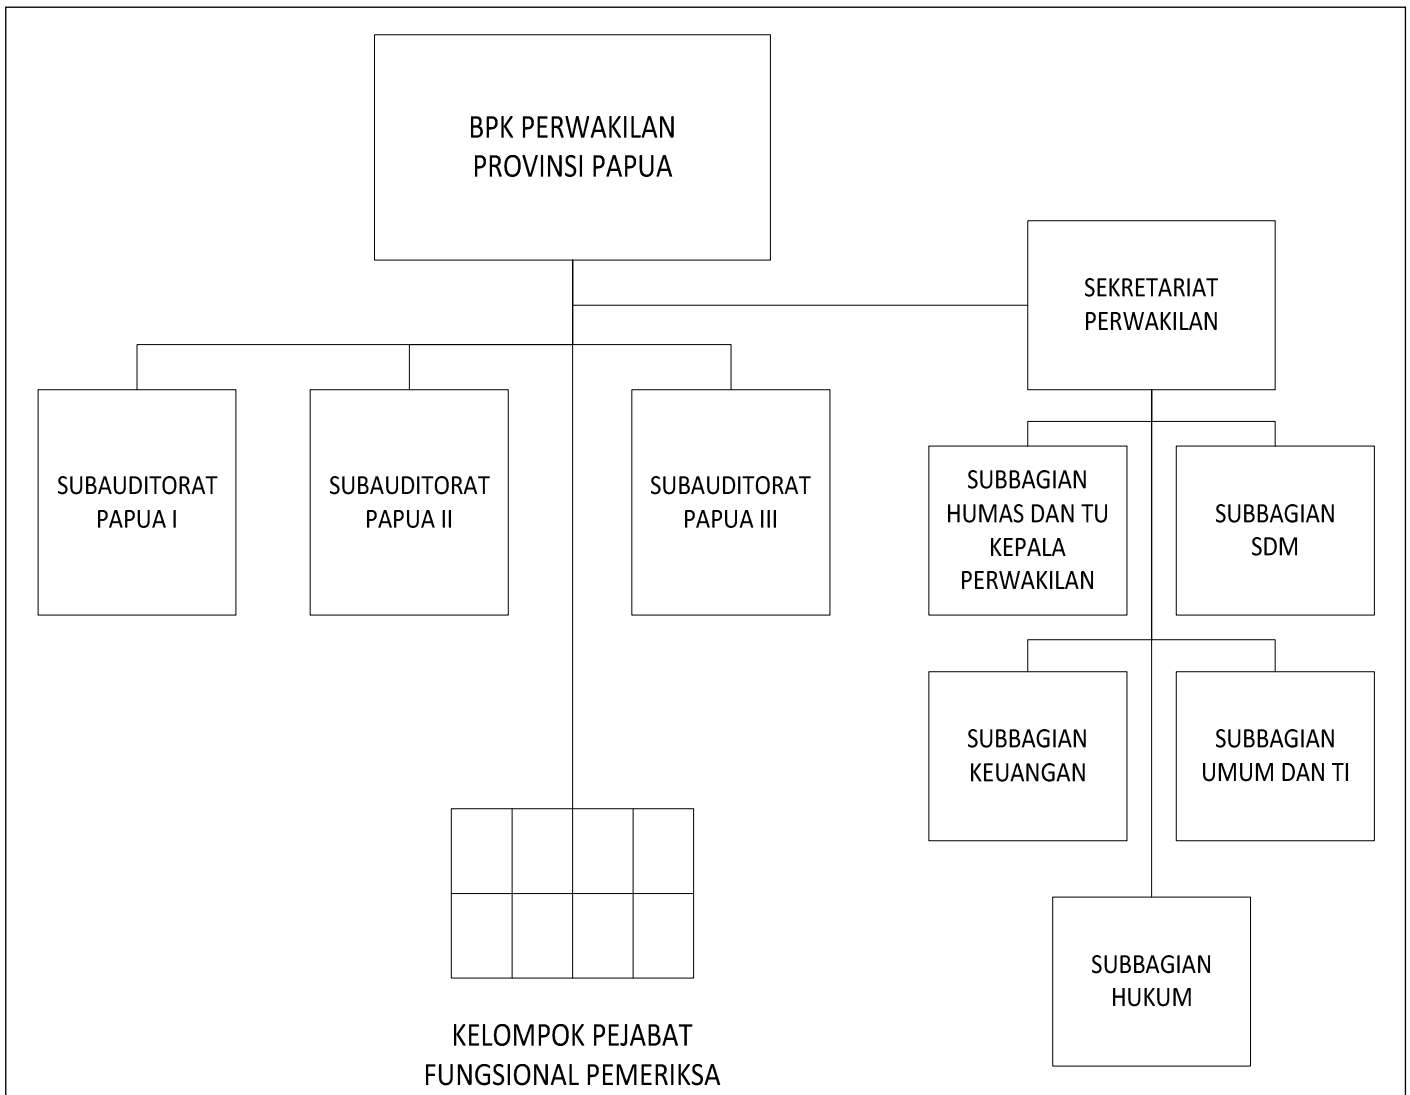 BPK PERWAKILAN
PROVINSI PAPUA
SEKRETARIAT
PERWAKILAN
SUBAUDITORAT
PAPUA I
SUBAUDITORAT
PAPUA II
SUBAUDITORAT
PAPUA III
SUBBAGIAN
HUMAS DAN TU
KEPALA
PERWAKILAN
SUBBAGIAN
SDM
SUBBAGIAN
KEUANGAN
SUBBAGIAN
UMUM DAN TI
SUBBAGIAN
HUKUM
KELOMPOK PEJABAT
FUNGSIONAL PEMERIKSA